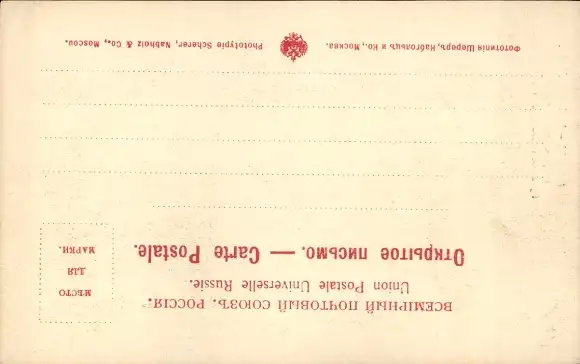 ВСЕМІРНЫЙ ПОЧТОВЫЙ СОЮЗЪ, РОССІЯ.
Union Postale Universelle Russie.
Открытое письмо. — Carte Postale.
МѢСТО
ДЛЯ
МАРКИ.
Фототипія Шереръ, Набгольцъ и Ко., Москва.
Phototypie Scherer, Nabholz & Co., Moscou.